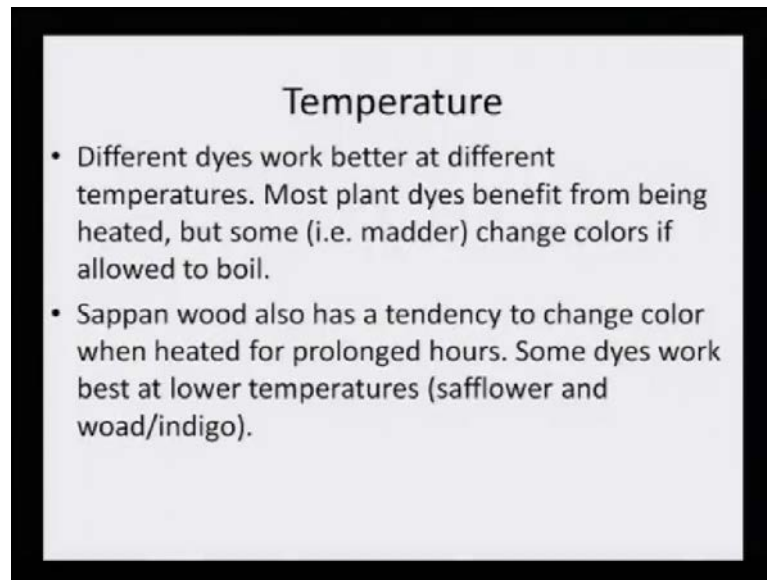 Temperature
• Different dyes work better at different
temperatures. Most plant dyes benefit from being
heated, but some (i.e. madder) change colors if
allowed to boil.
• Sappan wood also has a tendency to change color
when heated for prolonged hours. Some dyes work
best at lower temperatures (safflower and
woad/indigo).